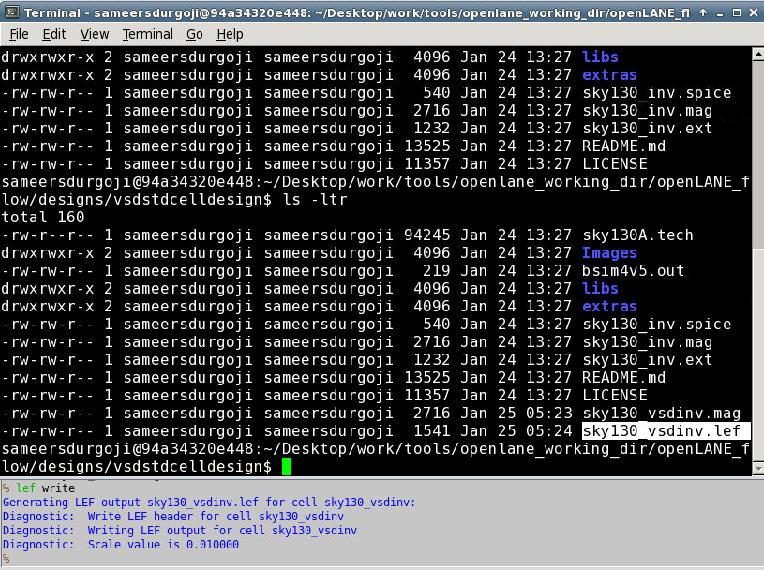 Terminal - sameersdurgoji@94a34320e448:~/Desktop/work/tools/openlane_working_dir/openLANE_fl
File Edit View Terminal Go Help
drwxrwxr-x 2 sameersdurgoji sameersdurgoji 4096 Jan 24 13:27 libs
drwxrwxr-x 2 sameersdurgoji sameersdurgoji 4096 Jan 24 13:27 extras
-rw-rw-r-- 1 sameersdurgoji sameersdurgoji 540 Jan 24 13:27 sky130_inv.spice
-rw-rw-r-- 1 sameersdurgoji sameersdurgoji 2716 Jan 24 13:27 sky130_inv.mag
-rw-rw-r-- 1 sameersdurgoji sameersdurgoji 1232 Jan 24 13:27 sky130_inv.ext
-rw-rw-r-- 1 sameersdurgoji sameersdurgoji 13525 Jan 24 13:27 README.md
-rw-rw-r-- 1 sameersdurgoji sameersdurgoji 11357 Jan 24 13:27 LICENSE
sameersdurgoji@94a34320e448:~/Desktop/work/tools/openlane_working_dir/openLANE_f
low/designs/vsdstdcelldesign$ ls -ltr
total 160
-rw-r--r-- 1 sameersdurgoji sameersdurgoji 94245 Jan 24 13:27 sky130A.tech
drwxrwxr-x 2 sameersdurgoji sameersdurgoji 4096 Jan 24 13:27 Images
-rw-rw-r-- 1 sameersdurgoji sameersdurgoji 219 Jan 24 13:27 bsim4v5.out
drwxrwxr-x 2 sameersdurgoji sameersdurgoji 4096 Jan 24 13:27 libs
drwxrwxr-x 2 sameersdurgoji sameersdurgoji 4096 Jan 24 13:27 extras
-rw-rw-r-- 1 sameersdurgoji sameersdurgoji 540 Jan 24 13:27 sky130_inv.spice
-rw-rw-r-- 1 sameersdurgoji sameersdurgoji 2716 Jan 24 13:27 sky130_inv.mag
-rw-rw-r-- 1 sameersdurgoji sameersdurgoji 1232 Jan 24 13:27 sky130_inv.ext
-rw-rw-r-- 1 sameersdurgoji sameersdurgoji 13525 Jan 24 13:27 README.md
-rw-rw-r-- 1 sameersdurgoji sameersdurgoji 11357 Jan 24 13:27 LICENSE
-rw-rw-r-- 1 sameersdurgoji sameersdurgoji 2716 Jan 25 05:23 sky130_vsdinv.mag
-rw-rw-r-- 1 sameersdurgoji sameersdurgoji 1541 Jan 25 05:24 sky130_vsdinv.lef
sameersdurgoji@94a34320e448:~/Desktop/work/tools/openlane_working_dir/openLANE_f
low/designs/vsdstdcelldesign$
% lef write
Generating LEF output sky130_vsdinv.lef for cell sky130_vsdinv:
Diagnostic: Write LEF header for cell sky130_vsdinv
Diagnostic: Writing LEF output for cell sky130_vsdinv
Diagnostic: Scale value is 0.010000
%